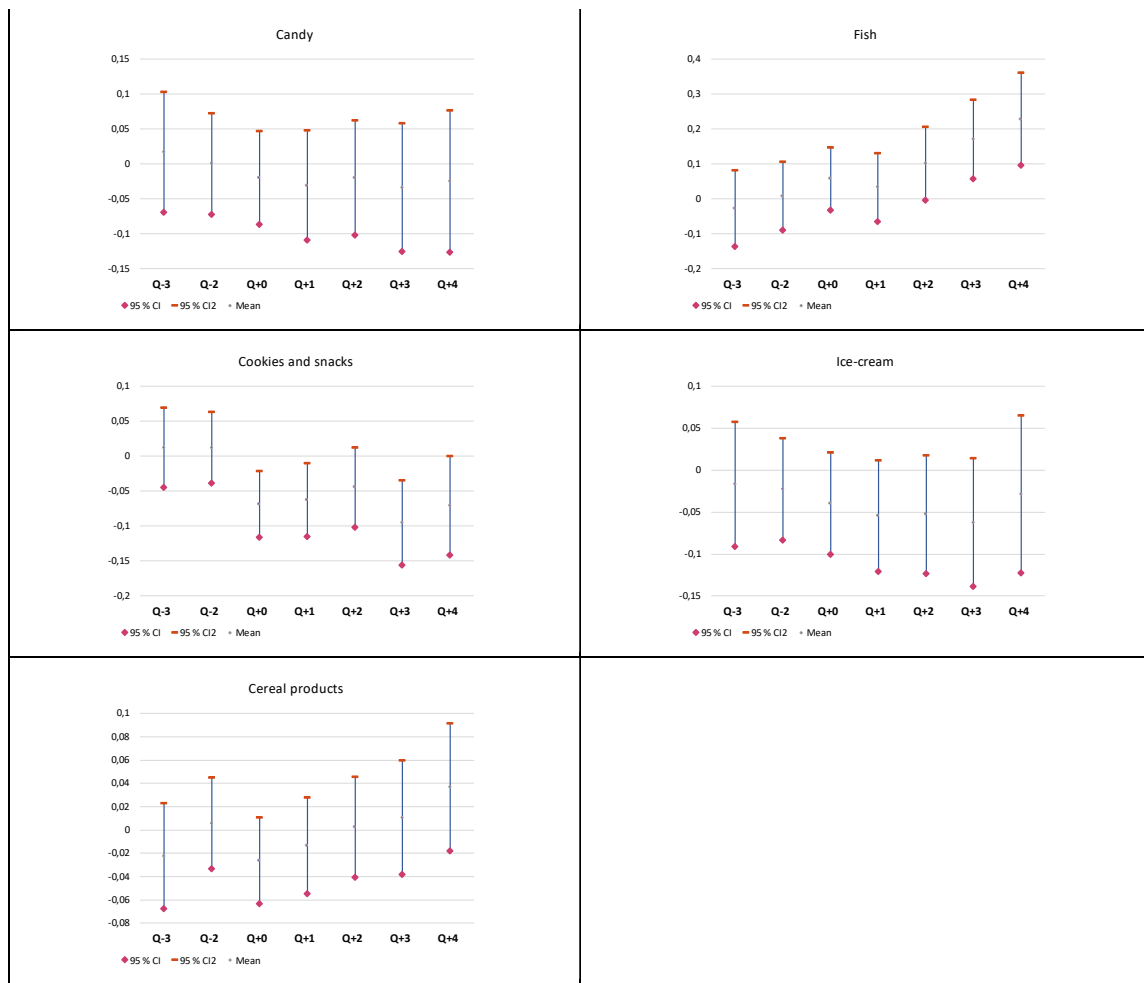 Candy
0,15
0,1
0,05
0
-0,05
-0,1
-0,15
Q-3 Q-2 Q+0 Q+1 Q+2 Q+3 Q+4
95 % CI 95 % CI2 Mean
Fish
0,4
0,3
0,2
0,1
0
-0,1
-0,2
Q-3 Q-2 Q+0 Q+1 Q+2 Q+3 Q+4
95 % CI 95 % CI2 Mean
Cookies and snacks
0,1
0,05
0
-0,05
-0,1
-0,15
-0,2
Q-3 Q-2 Q+0 Q+1 Q+2 Q+3 Q+4
95 % CI 95 % CI2 Mean
Ice-cream
0,1
0,05
0
-0,05
-0,1
-0,15
Q-3 Q-2 Q+0 Q+1 Q+2 Q+3 Q+4
95 % CI 95 % CI2 Mean
Cereal products
0,1
0,08
0,06
0,04
0,02
0
-0,02
-0,04
-0,06
-0,08
Q-3 Q-2 Q+0 Q+1 Q+2 Q+3 Q+4
95 % CI 95 % CI2 Mean